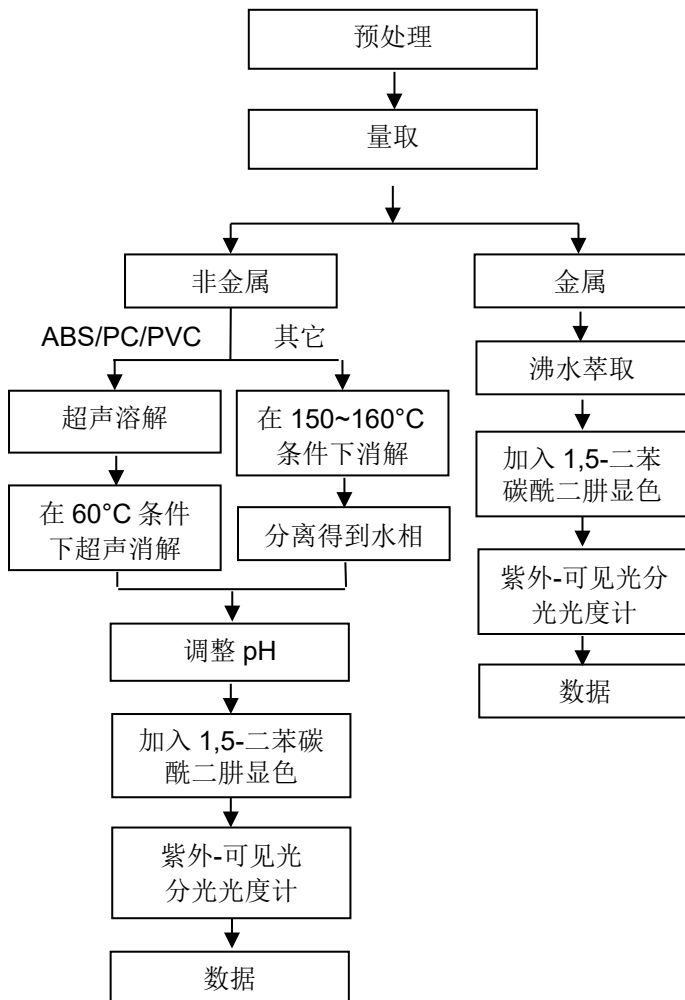 预处理
量取
非金属
金属
ABS/PC/PVC
其它
沸水萃取
超声溶解
在 150~160°C
条件下消解
加入 1,5-二苯
碳酰二肼显色
在 60°C 条件
下超声消解
分离得到水相
紫外-可见光分
光光度计
调整 pH
数据
加入 1,5-二苯碳
酰二肼显色
紫外-可见光
分光光度计
数据